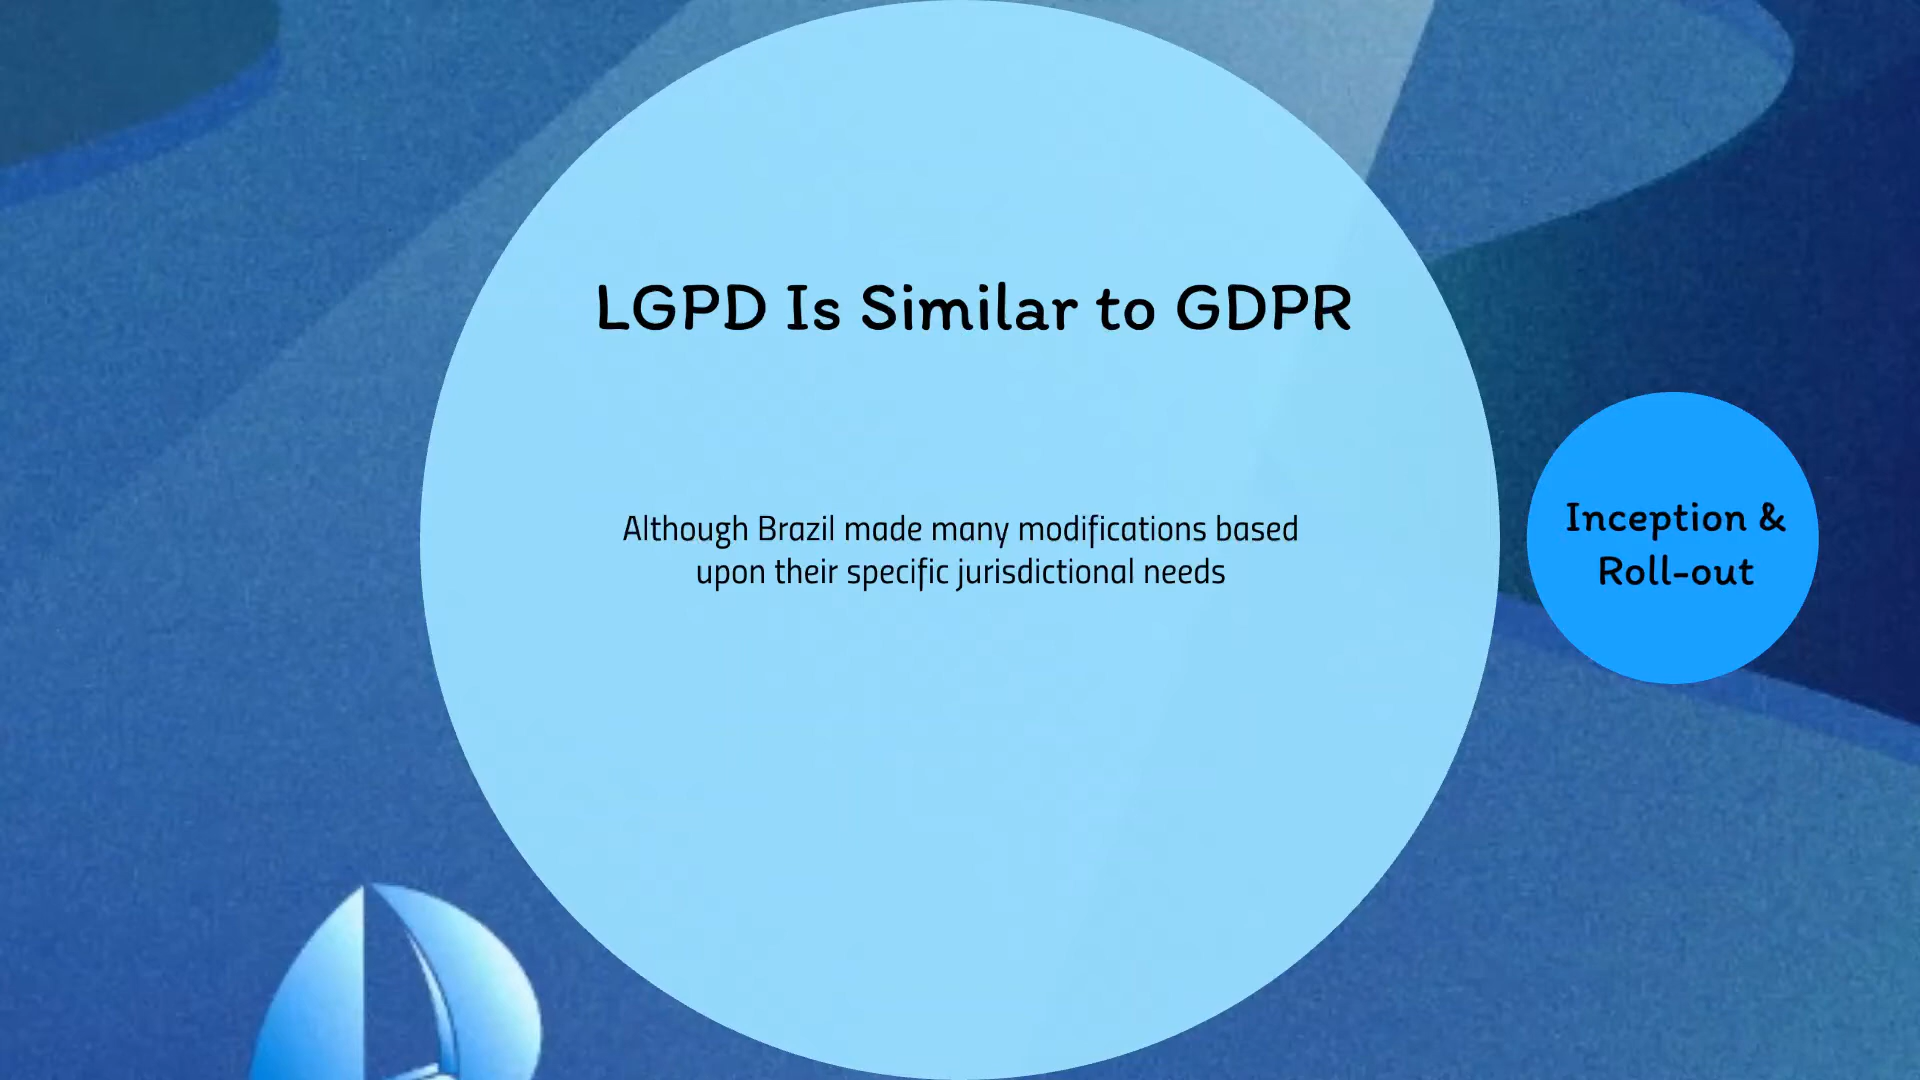 LGPD Is Similar to GDPR
Although Brazil made many modifications based
upon their specific jurisdictional needs
Inception &
Roll-out